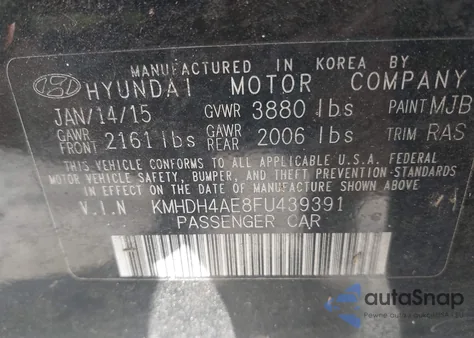 MANUFACTURED IN KOREA BY
HYUNDAI MOTOR COMPANY
JAN/14/15 GVWR 3880 lbs PAINT MJB
GAWR FRONT 2161 lbs GAWR REAR 2006 lbs TRIM RAS
THIS VEHICLE CONFORMS TO ALL APPLICABLE U.S.A. FEDERAL
MOTOR VEHICLE SAFETY, BUMPER, AND THEFT PREVENTION-STANDARDS
IN EFFECT ON THE DATE OF MANUFACTURE SHOWN ABOVE.
V.I.N KMHDH4AE8FU439391
PASSENGER CAR
autoSnap